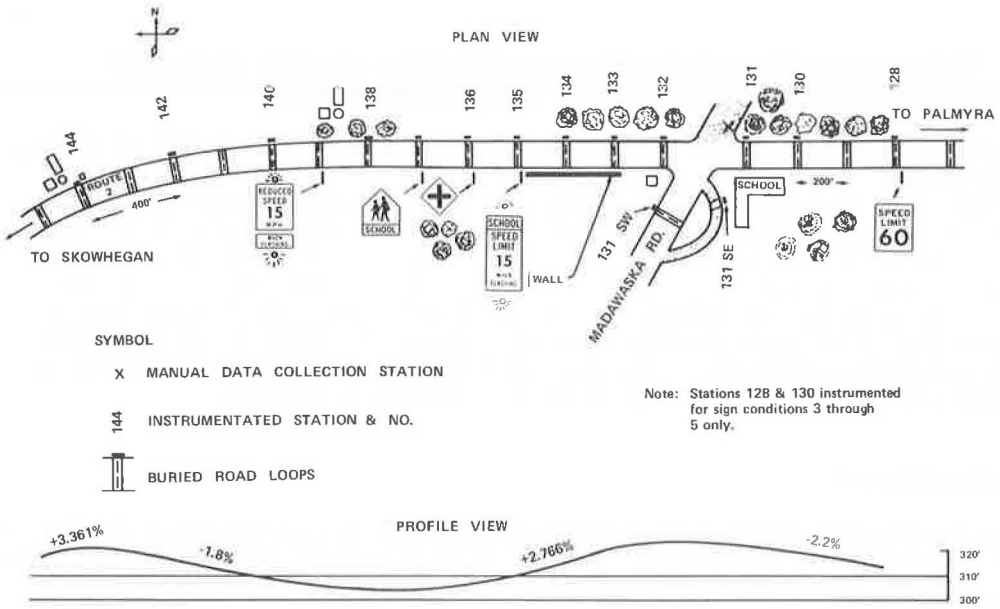 N
PLAN VIEW
144
142
140
138
136
135
134
133
132
131
130
128
TO PALMYRA
ROUTE
2
400'
TO SKOWHEGAN
REDUCED
SPEED
15
M.P.H.
WHEN
FLASHING
SCHOOL
SCHOOL
SPEED
LIMIT
15
WHEN
FLASHING
WALL
131 SW
MADAWASKA RD.
131 SE
SCHOOL
200'
SPEED
LIMIT
60
SYMBOL
X MANUAL DATA COLLECTION STATION
144 INSTRUMENTATED STATION & NO.
BURIED ROAD LOOPS
Note: Stations 128 & 130 instrumented
for sign conditions 3 through
5 only.
PROFILE VIEW
+3.361%
-1.8%
+2.766%
-2.2%
320'
310'
300'